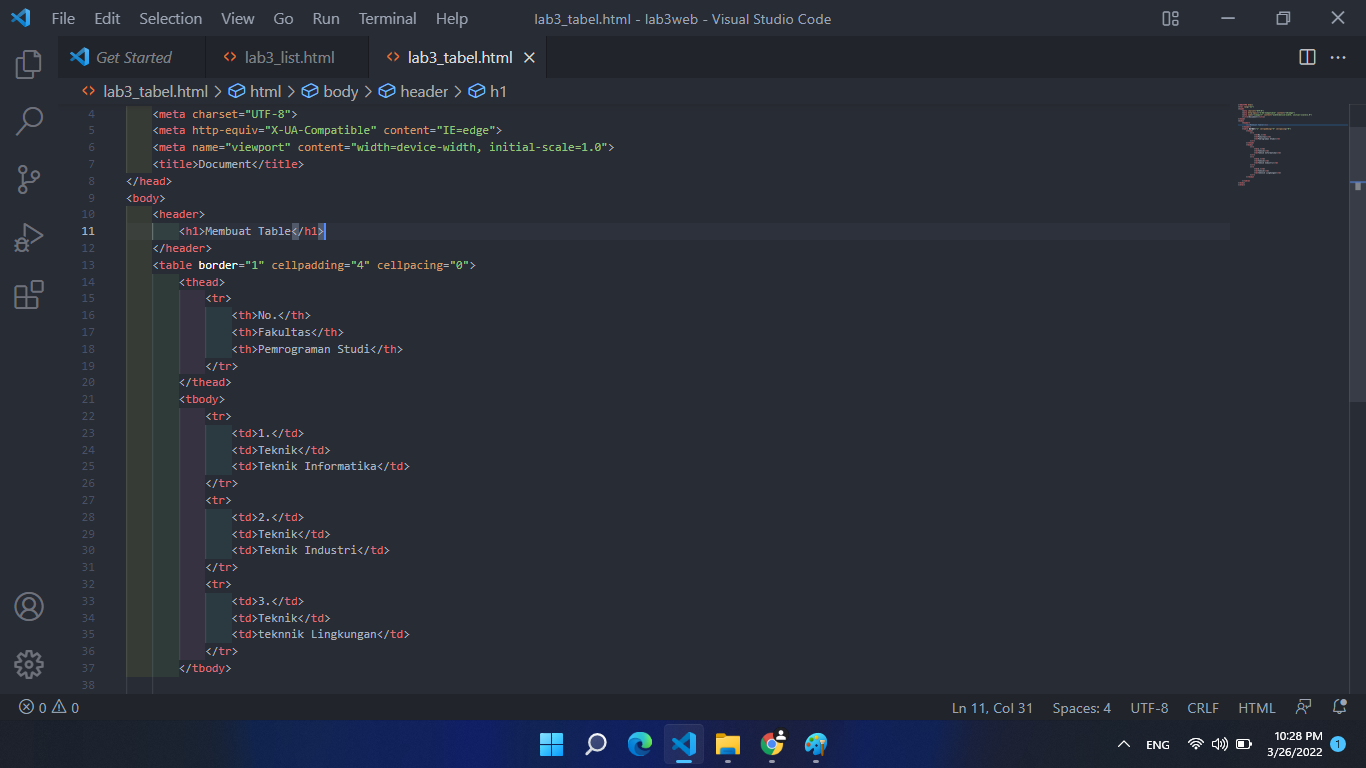 File Edit Selection View Go Run Terminal Help lab3_tabel.html - lab3web - Visual Studio Code
Get Started lab3_list.html lab3_tabel.html
lab3_tabel.html > html > body > header > h1
4 <meta charset="UTF-8">
5 <meta http-equiv="X-UA-Compatible" content="IE=edge">
6 <meta name="viewport" content="width=device-width, initial-scale=1.0">
7 <title>Document</title>
8 </head>
9 <body>
10 <header>
11 <h1>Membuat Table</h1>
12 </header>
13 <table border="1" cellpadding="4" cellpacing="0">
14 <thead>
15 <tr>
16 <th>No.</th>
17 <th>Fakultas</th>
18 <th>Pemrograman Studi</th>
19 </tr>
20 </thead>
21 <tbody>
22 <tr>
23 <td>1.</td>
24 <td>Teknik</td>
25 <td>Teknik Informatika</td>
26 </tr>
27 <tr>
28 <td>2.</td>
29 <td>Teknik</td>
30 <td>Teknik Industri</td>
31 </tr>
32 <tr>
33 <td>3.</td>
34 <td>Teknik</td>
35 <td>teknnik Lingkungan</td>
36 </tr>
37 </tbody>
38
0 0 Ln 11, Col 31 Spaces: 4 UTF-8 CRLF HTML
ENG 10:28 PM 1
3/26/2022